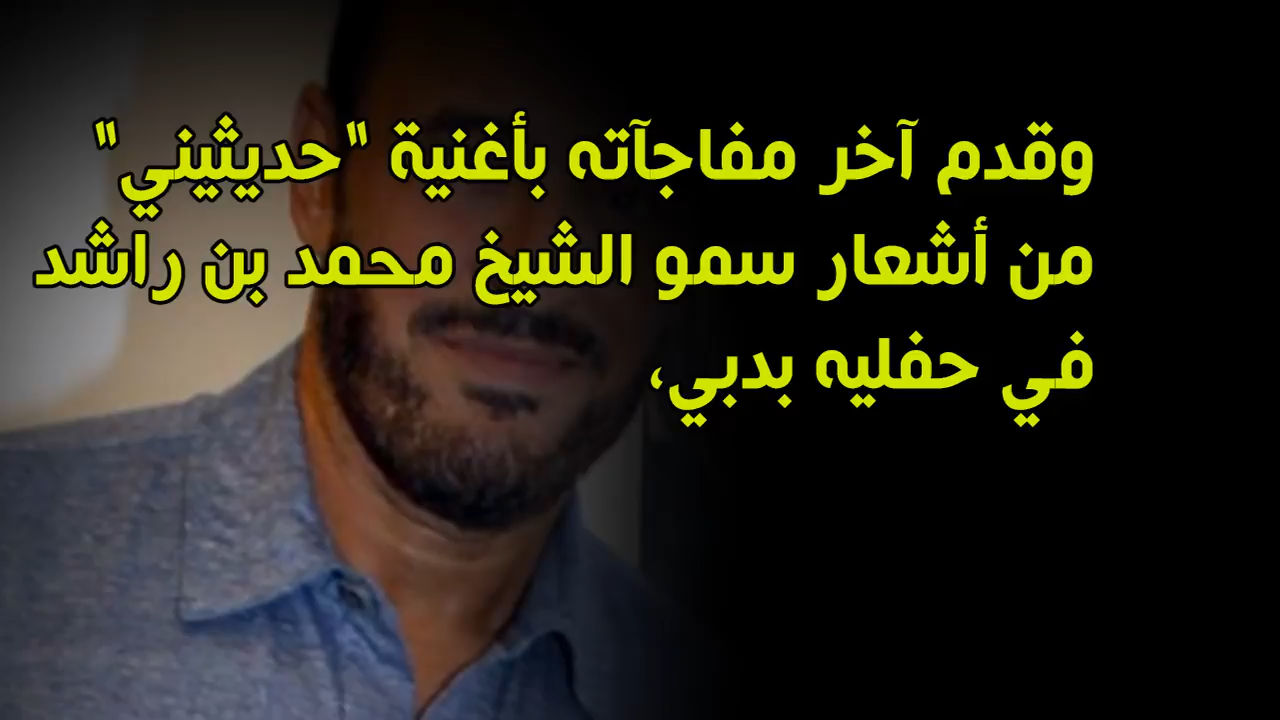 وقدم آخر مفاجآته بأغنية "حديثيني"
من أشعار سمو الشيخ محمد بن راشد
في حفليه بدبي،